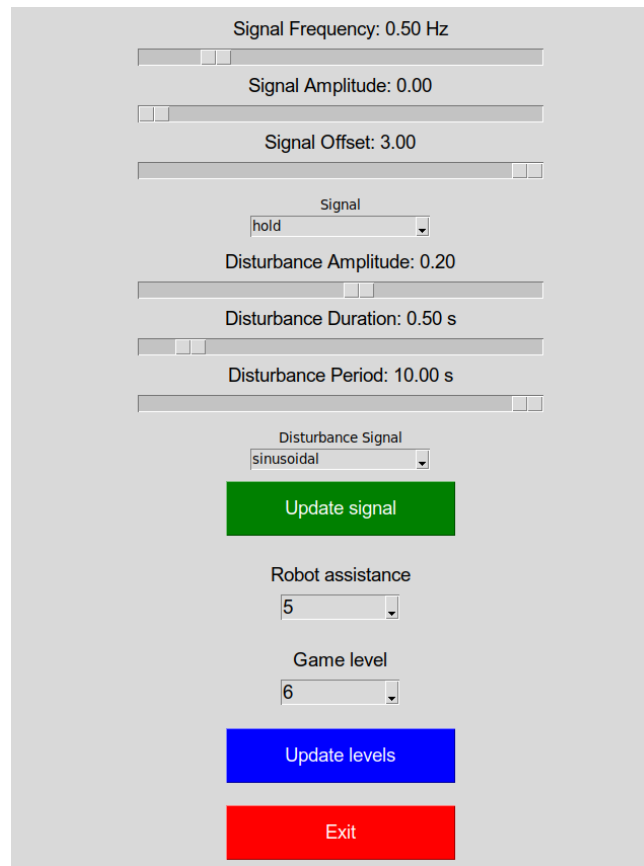 Signal Frequency: 0.50 Hz
Signal Amplitude: 0.00
Signal Offset: 3.00
Signal
hold
Disturbance Amplitude: 0.20
Disturbance Duration: 0.50 s
Disturbance Period: 10.00 s
Disturbance Signal
sinusoidal
Update signal
Robot assistance
5
Game level
6
Update levels
Exit